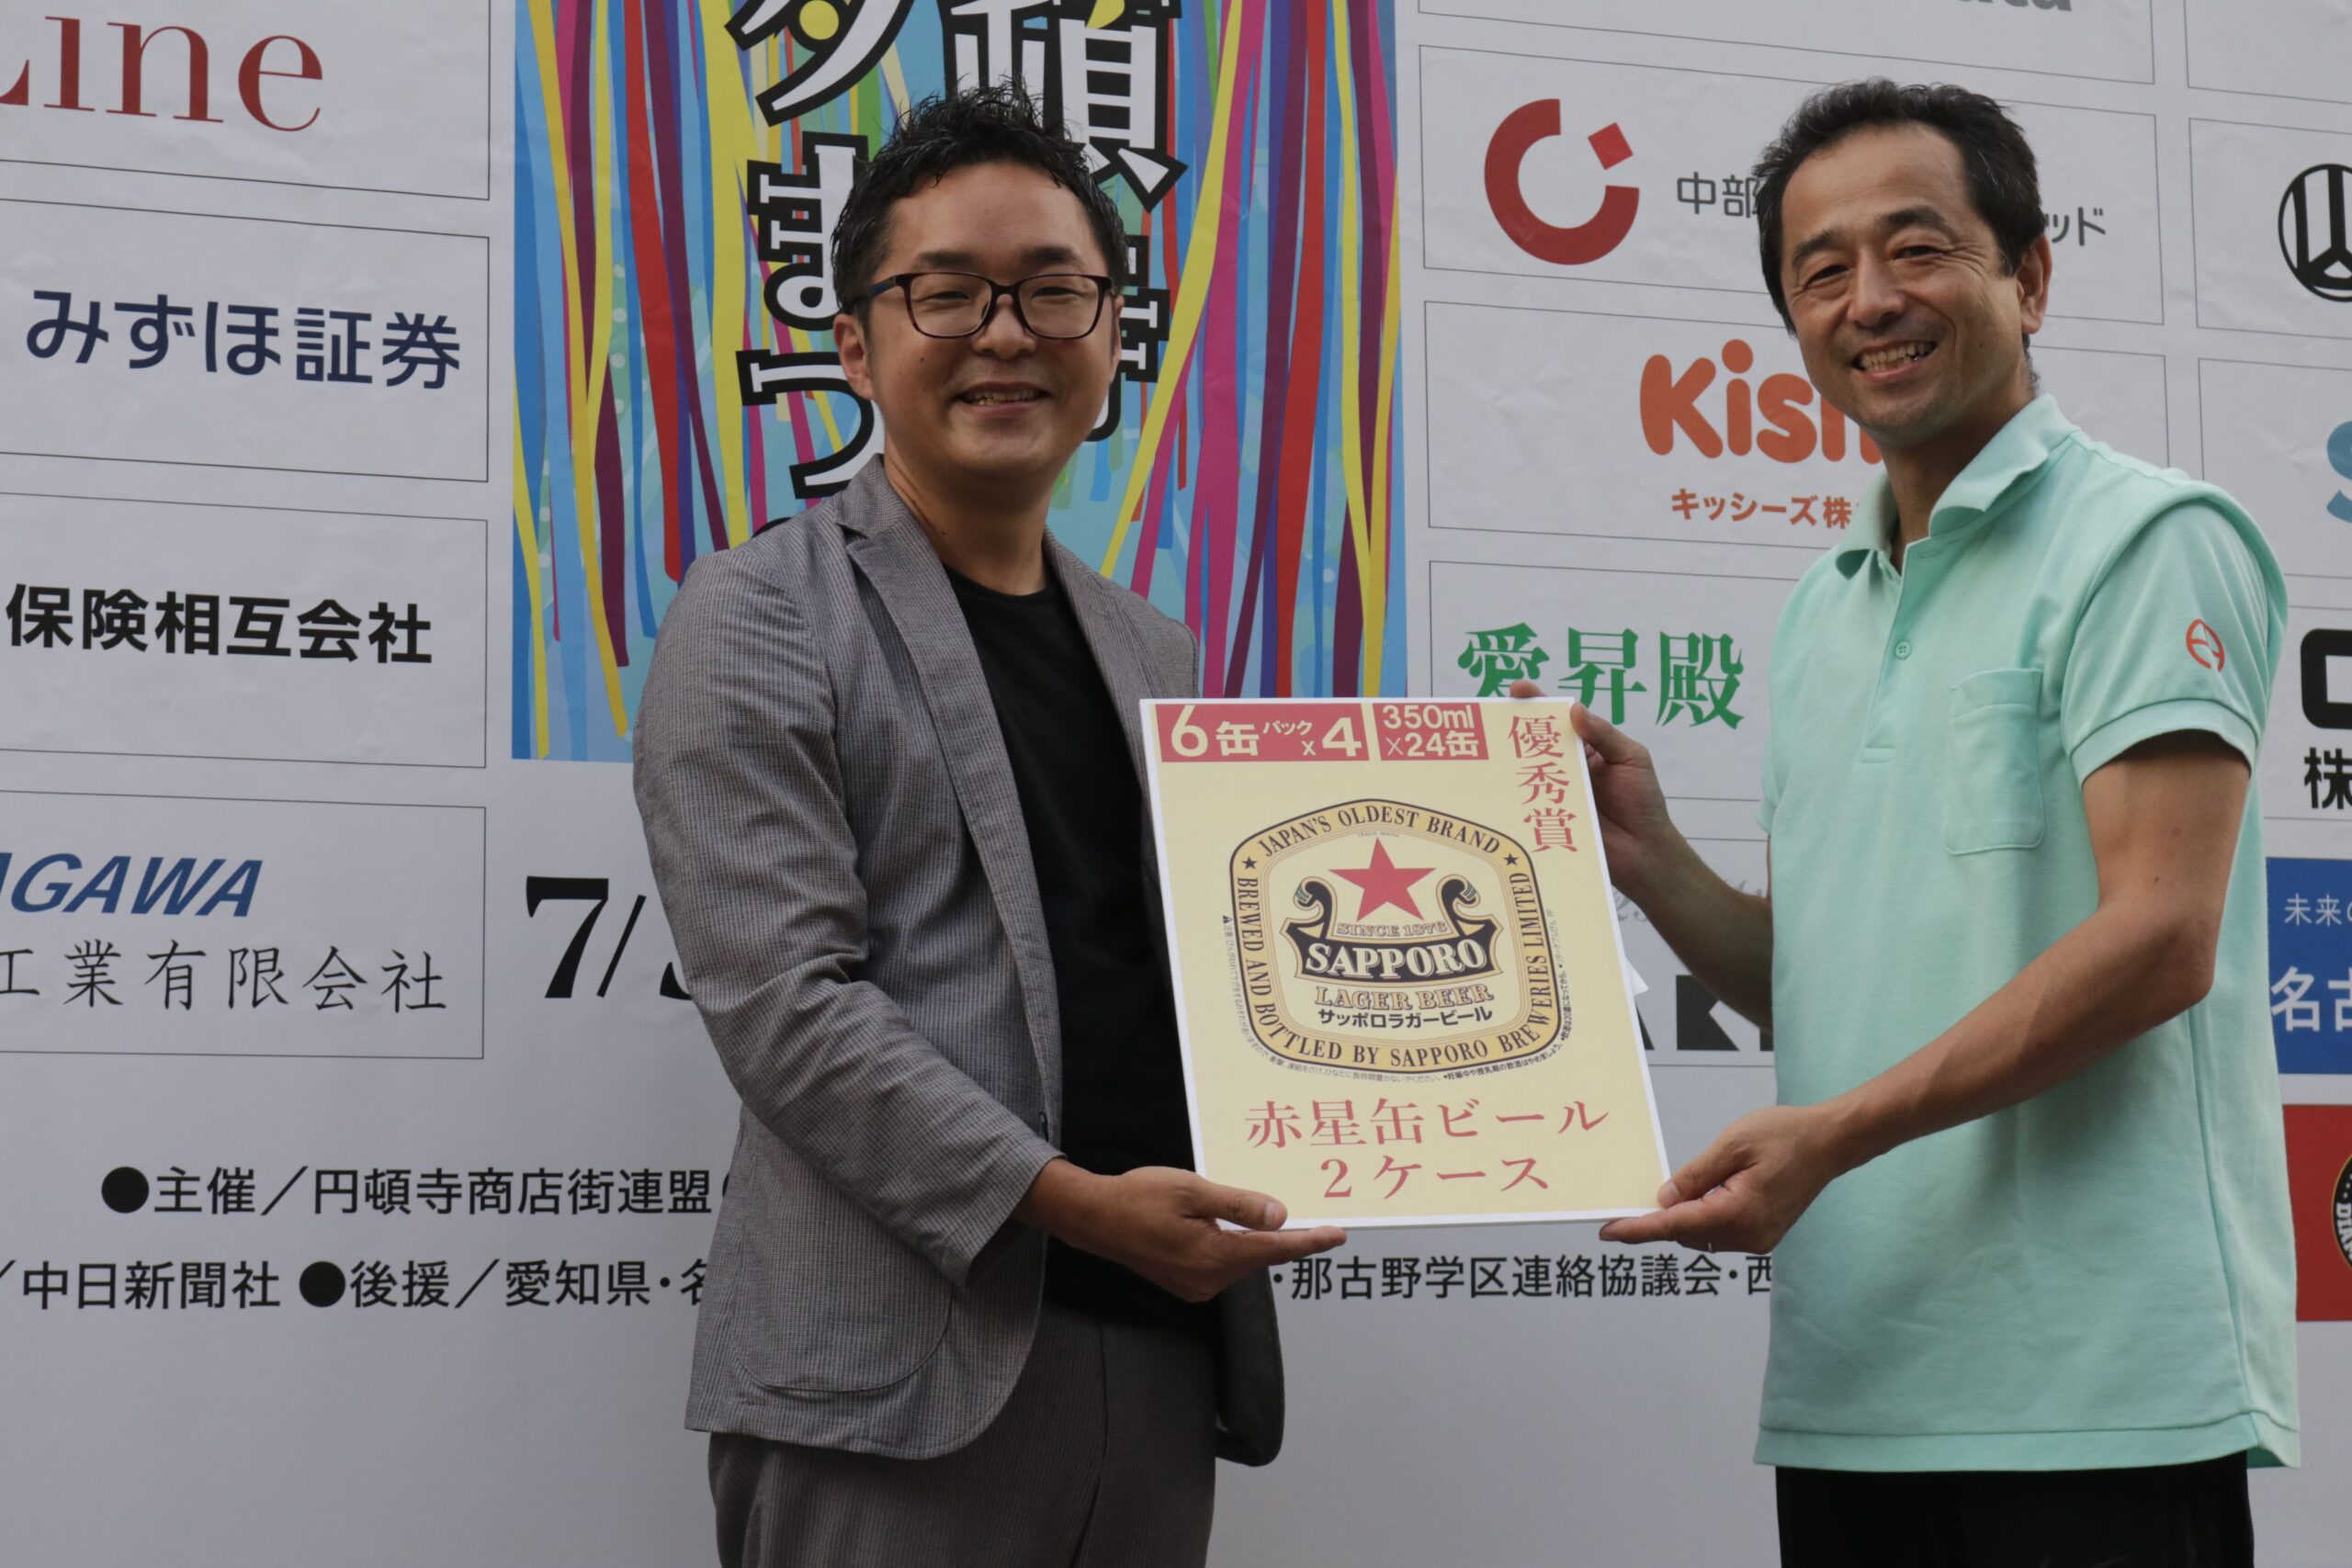 Line
みずほ証券
保険相互会社
GAWA
工業有限会社
夕まつ
頓
7/
中部
ッド
Kis
キッシーズ株
愛昇殿
株
未来
名古
6缶パックx4
350ml×24缶
優秀賞
JAPAN'S OLDEST BRAND
TRADE MARK
SINCE 1876
SAPPORO
LAGER BEER
サッポロラガービール
BREWED AND BOTTLED BY SAPPORO BREWERIES LIMITED
赤星缶ビール
2ケース
●主催／円頓寺商店街連盟
／中日新聞社 ●後援／愛知県・名
・那古野学区連絡協議会・西